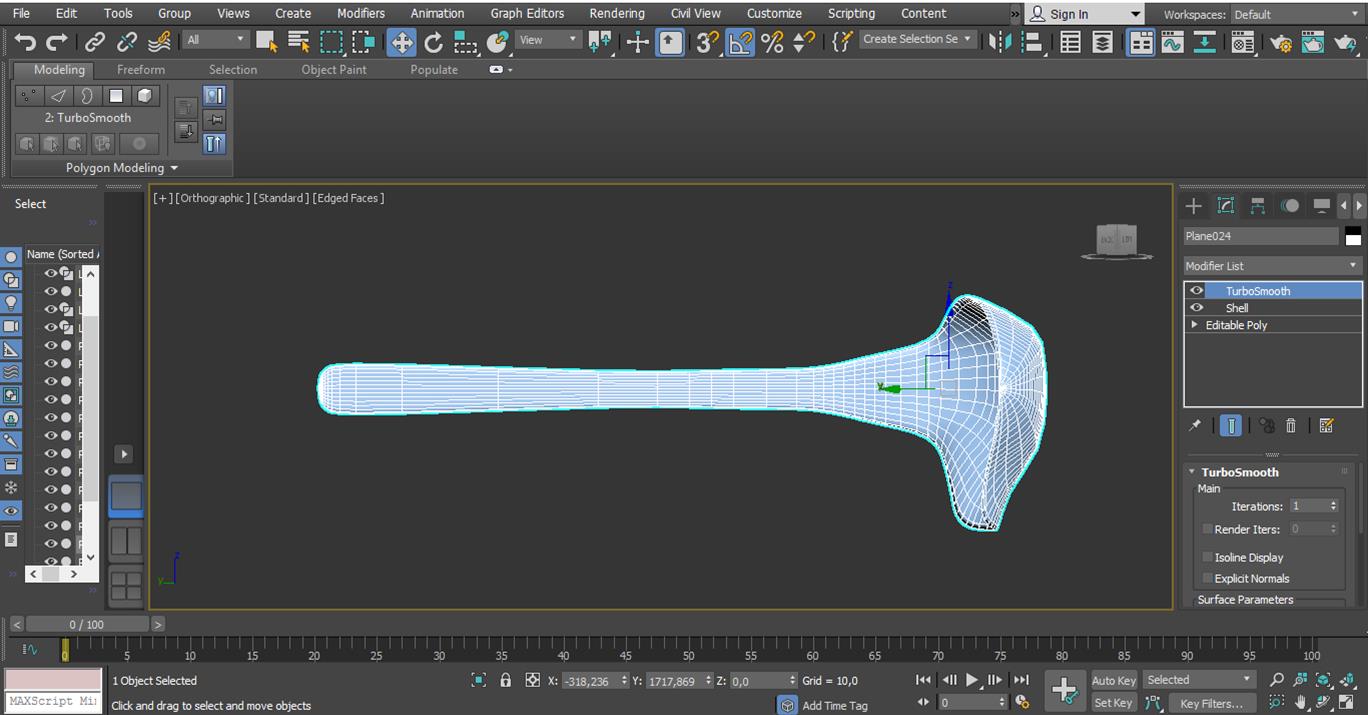 File Edit Tools Group Views Create Modifiers Animation Graph Editors Rendering Civil View Customize Scripting Content » Sign In Workspaces: Default
All View Create Selection Se
Modeling Freeform Selection Object Paint Populate
2: TurboSmooth
Polygon Modeling
Select
Name (Sorted A
[+] [Orthographic] [Standard] [Edged Faces]
z
y
z
y
Plane024
Modifier List
TurboSmooth
Shell
Editable Poly
TurboSmooth
Main
Iterations: 1
Render Iters: 0
Isoline Display
Explicit Normals
Surface Parameters
< 0 / 100 >
0 5 10 15 20 25 30 35 40 45 50 55 60 65 70 75 80 85 90 95 100
1 Object Selected X: -318,236 Y: 1717,869 Z: 0,0 Grid = 10,0 Auto Key Selected
MAXScript Mi Click and drag to select and move objects Add Time Tag 0 Set Key Key Filters...